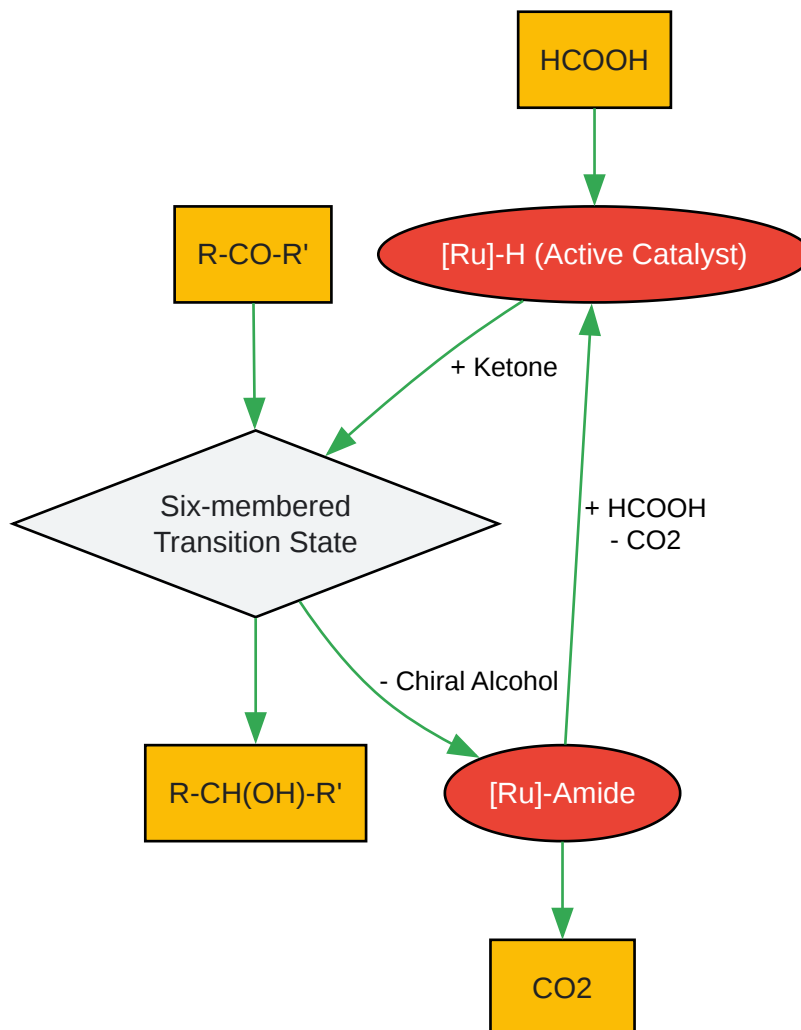 HCOOH
R-CO-R'
[Ru]-H (Active Catalyst)
+ Ketone
Six-membered
Transition State
+ HCOOH
- CO2
- Chiral Alcohol
R-CH(OH)-R'
[Ru]-Amide
CO2